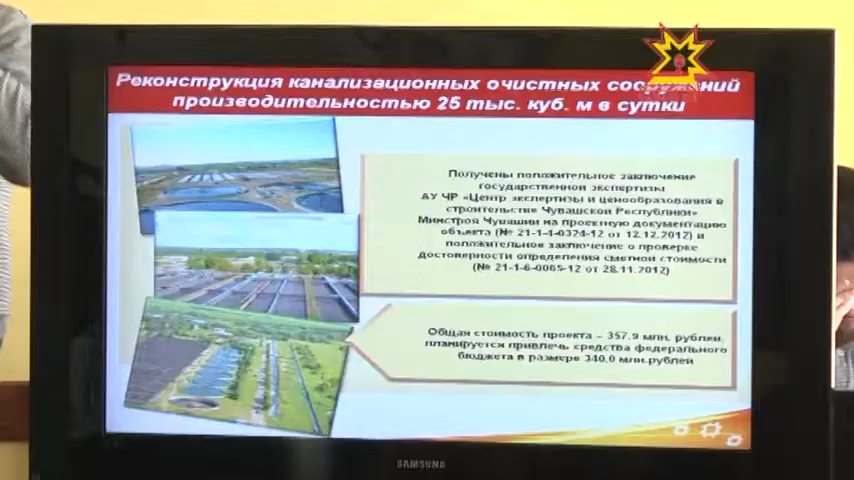 Реконструкция канализационных очистных сооружений
производительностью 25 тыс. куб. м в сутки
Получены положительное заключение
государственной экспертизы
АУ ЧР «Центр экспертизы и ценообразования в
строительстве Чувашской Республики»
Минстроя Чувашии на проектную документацию
объекта (№ 21-1-4-0324-12 от 12.12.2012) и
положительное заключение о проверке
достоверности определения сметной стоимости
(№ 21-1-6-0065-12 от 28.11.2012)
Общая стоимость проекта – 357.9 млн. рублей,
планируется привлечь средства федерального
бюджета в размере 340.0 млн.рублей
SAMSUNG